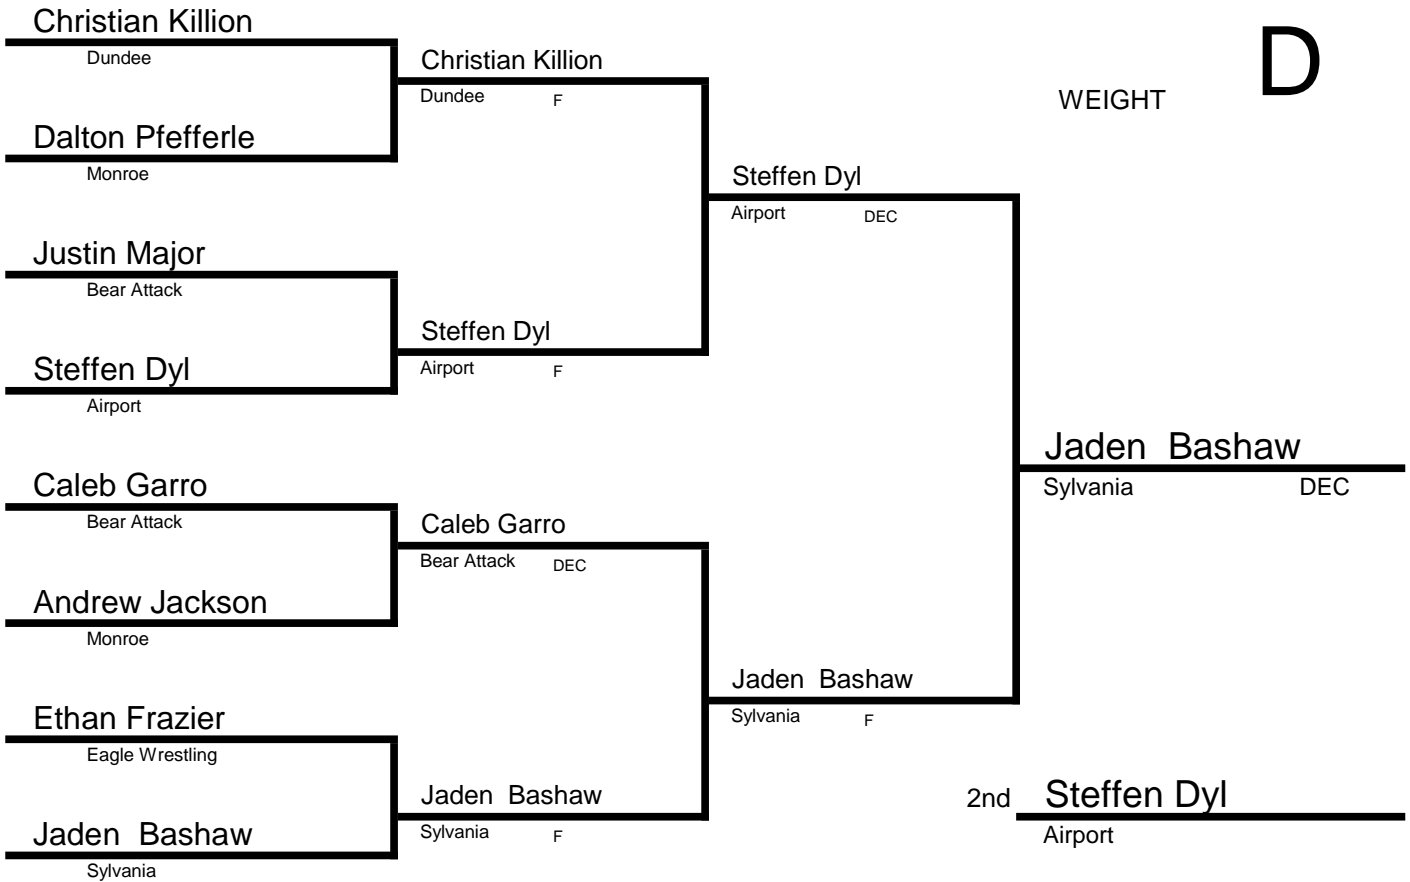 Christian Killion
Dundee
Dalton Pfefferle
Monroe
Justin Major
Bear Attack
Steffen Dyl
Airport
Caleb Garro
Bear Attack
Andrew Jackson
Monroe
Ethan Frazier
Eagle Wrestling
Jaden  Bashaw
Sylvania
Christian Killion
Dundee F
Steffen Dyl
Airport F
Caleb Garro
Bear Attack DEC
Jaden  Bashaw
Sylvania F
Steffen Dyl
Airport DEC
Jaden  Bashaw
Sylvania F
WEIGHT D
Jaden  Bashaw
Sylvania DEC
2nd Steffen Dyl
Airport